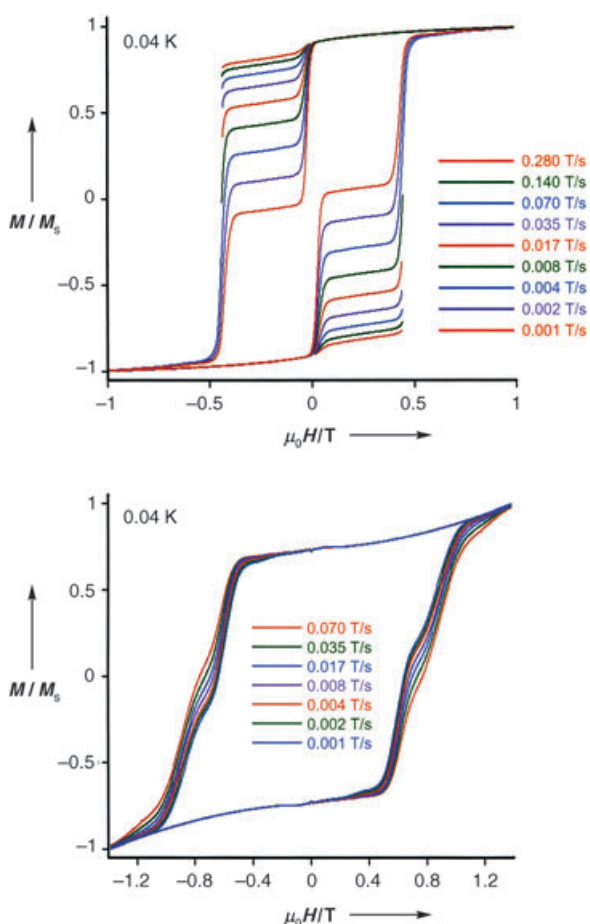 1
0.04 K
0.5
0.280 T/s
0.140 T/s
0.070 T/s
0.035 T/s
0.017 T/s
0.008 T/s
0.004 T/s
0.002 T/s
0.001 T/s
0
M / Mₛ
−0.5
−1
−1 −0.5 0 0.5 1
μ₀H/T
1
0.04 K
0.5
0.070 T/s
0.035 T/s
0.017 T/s
0.008 T/s
0.004 T/s
0.002 T/s
0.001 T/s
0
M / Mₛ
−0.5
−1
−1.2 −0.8 −0.4 0 0.4 0.8 1.2
μ₀H/T